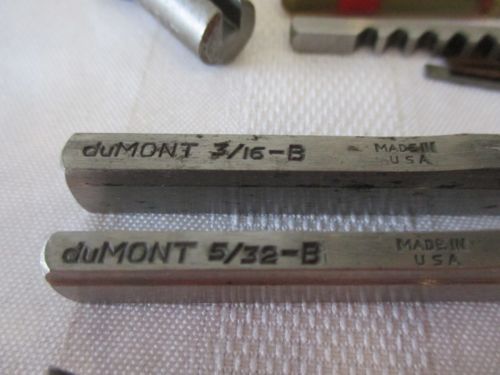 duMONT 3/16-B MADE IN
USA
duMONT 5/32-B MADE IN
USA